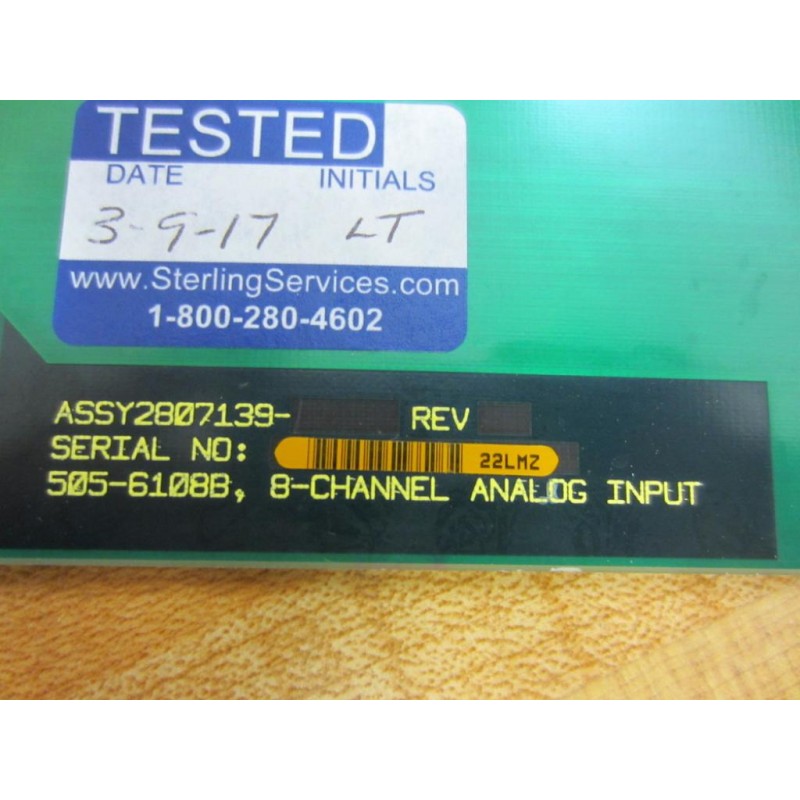 TESTED
DATE INITIALS
3-9-17 LT
www.SterlingServices.com
1-800-280-4602
ASSY2807139- REV
SERIAL NO: 22LMZ
505-6108B, 8-CHANNEL ANALOG INPUT